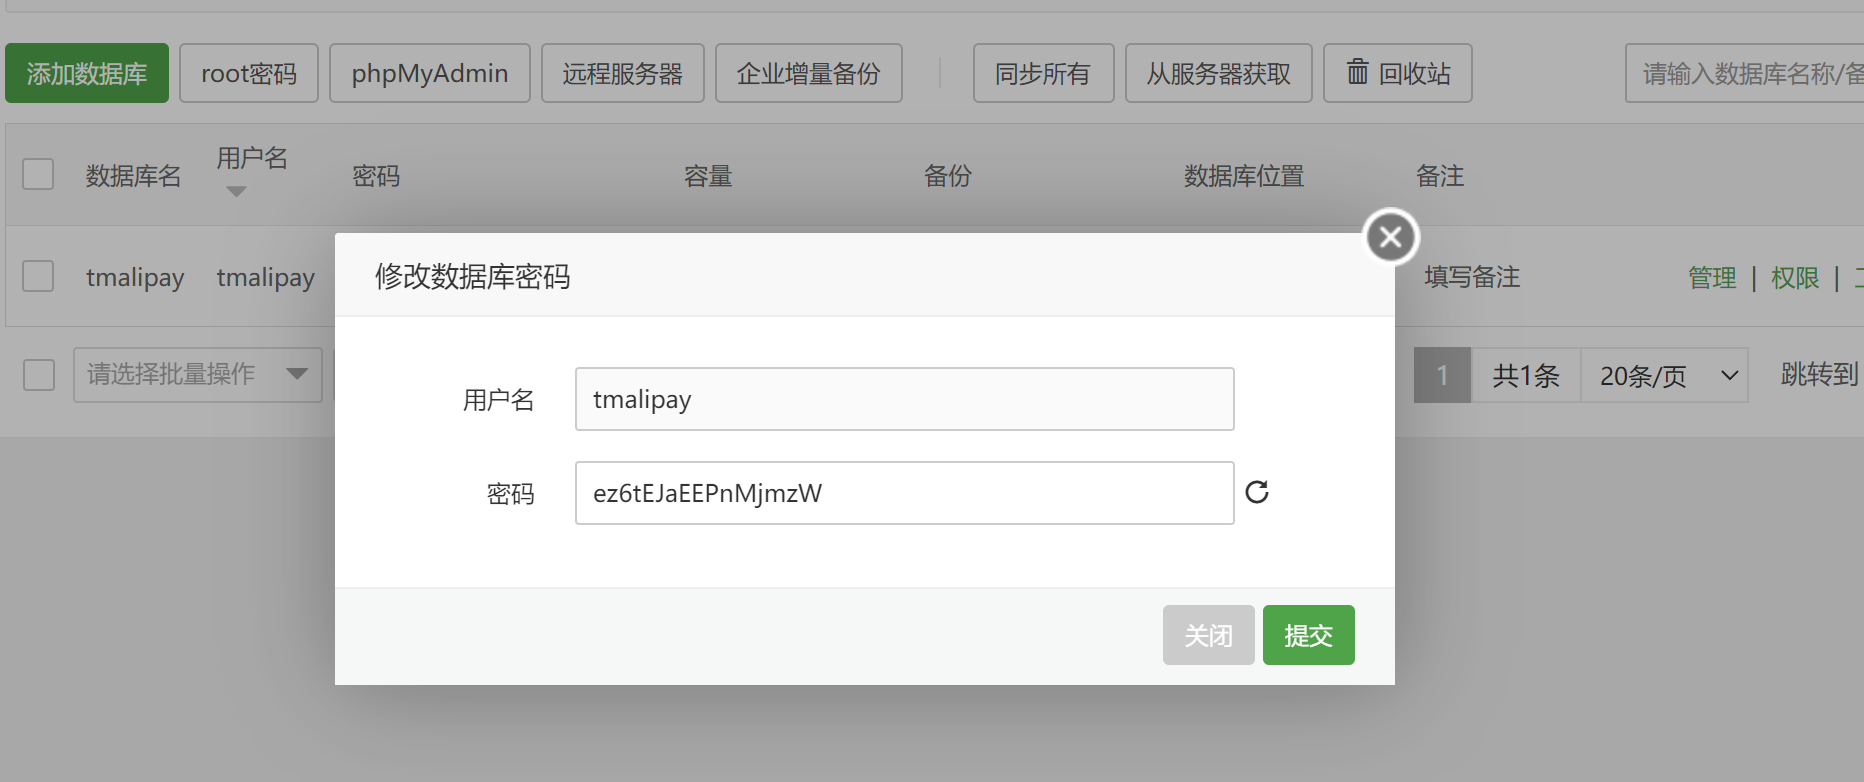 添加数据库 root密码 phpMyAdmin 远程服务器 企业增量备份 同步所有 从服务器获取 回收站 请输入数据库名称/备
数据库名 用户名 密码 容量 备份 数据库位置 备注
修改数据库密码
tmalipay tmalipay 填写备注 管理 | 权限 |
请选择批量操作 1 共1条 20条/页 跳转到
用户名 tmalipay
密码 ez6tEJaEEPnMjmzW
关闭 提交